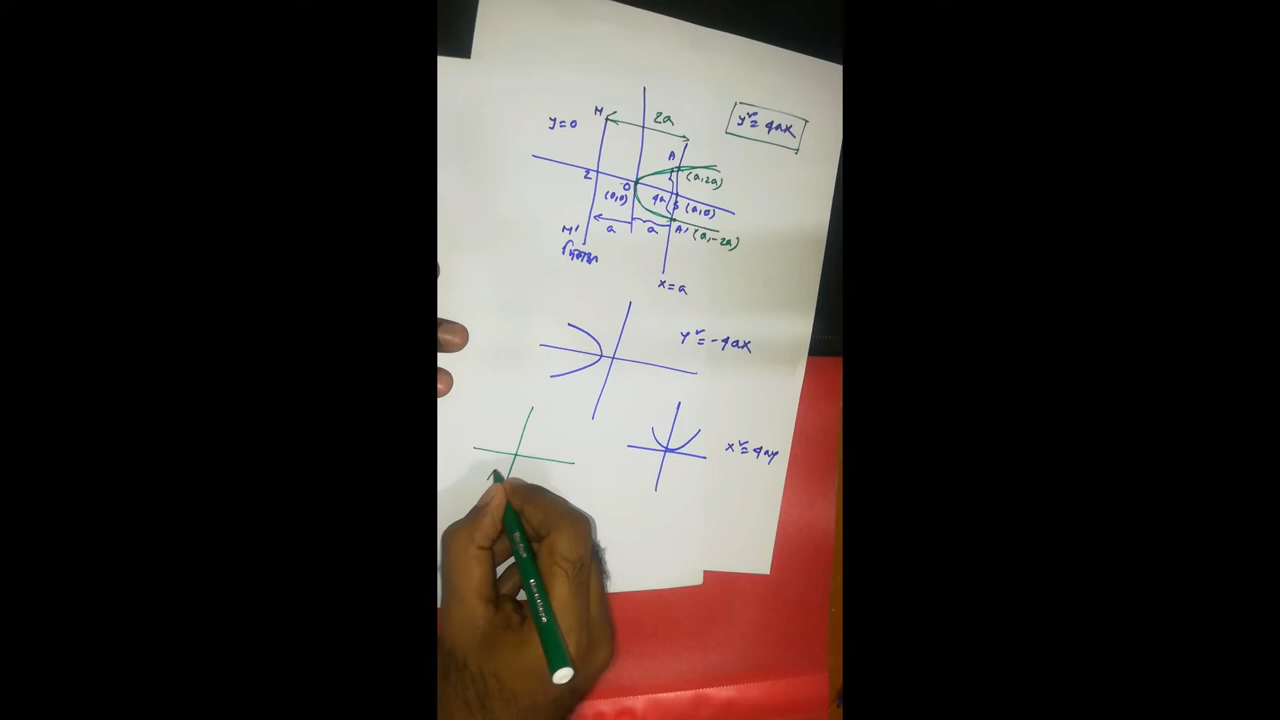 y² = 4ax
M
2a
y=0
A
(a, 2a)
Z
O
(0,0)
4a
S
(a, 0)
a
a
A'
(a, -2a)
M'
x = a
y² = -4ax
x² = 4ay